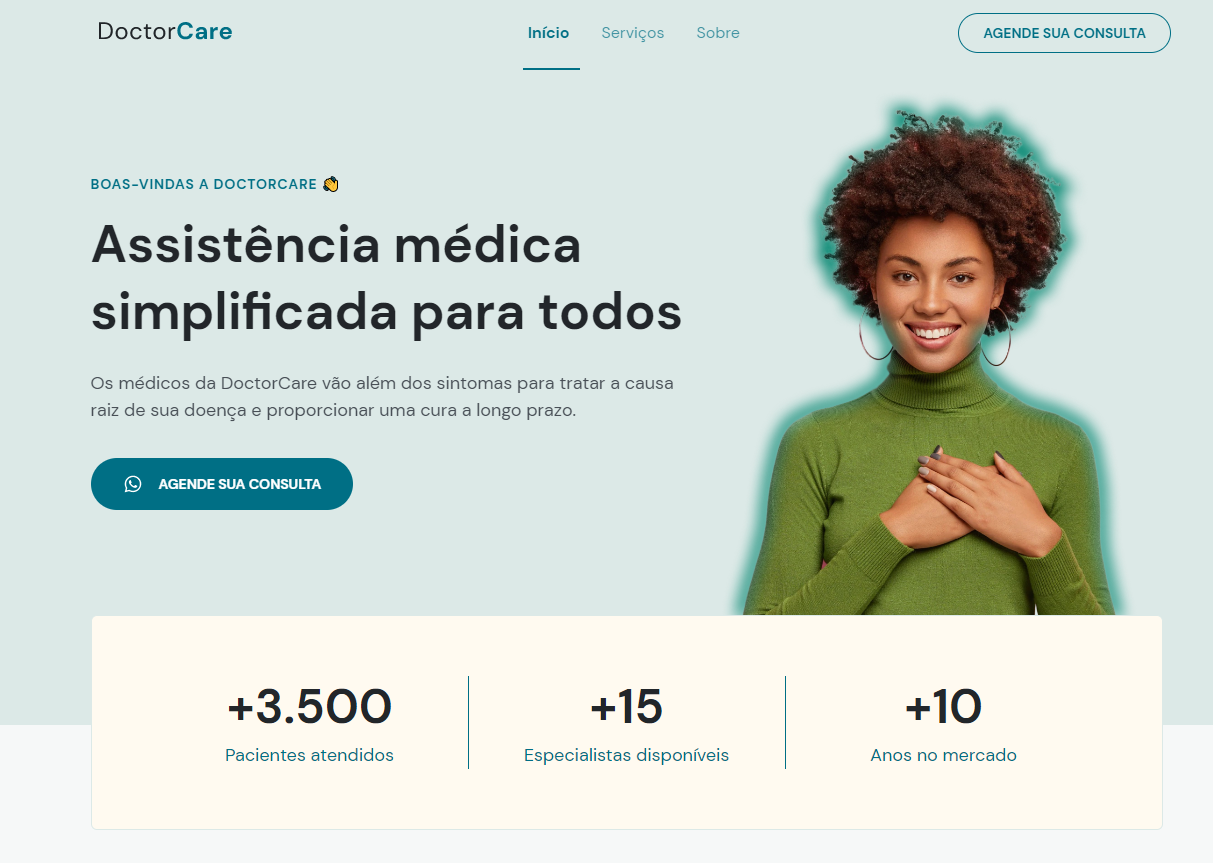 DoctorCare
Início
Serviços
Sobre
AGENDE SUA CONSULTA
BOAS-VINDAS A DOCTORCARE 👋
Assistência médica
simplificada para todos
Os médicos da DoctorCare vão além dos sintomas para tratar a causa
raiz de sua doença e proporcionar uma cura a longo prazo.
AGENDE SUA CONSULTA
+3.500
Pacientes atendidos
+15
Especialistas disponíveis
+10
Anos no mercado